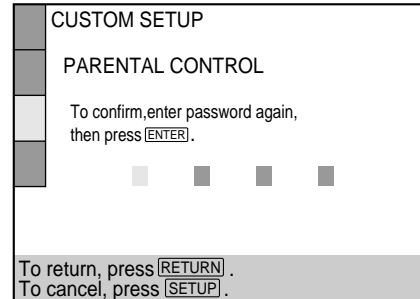 CUSTOM SETUP
PARENTAL CONTROL
To confirm,enter password again,
then press ENTER .
To return, press RETURN .
To cancel, press SETUP .